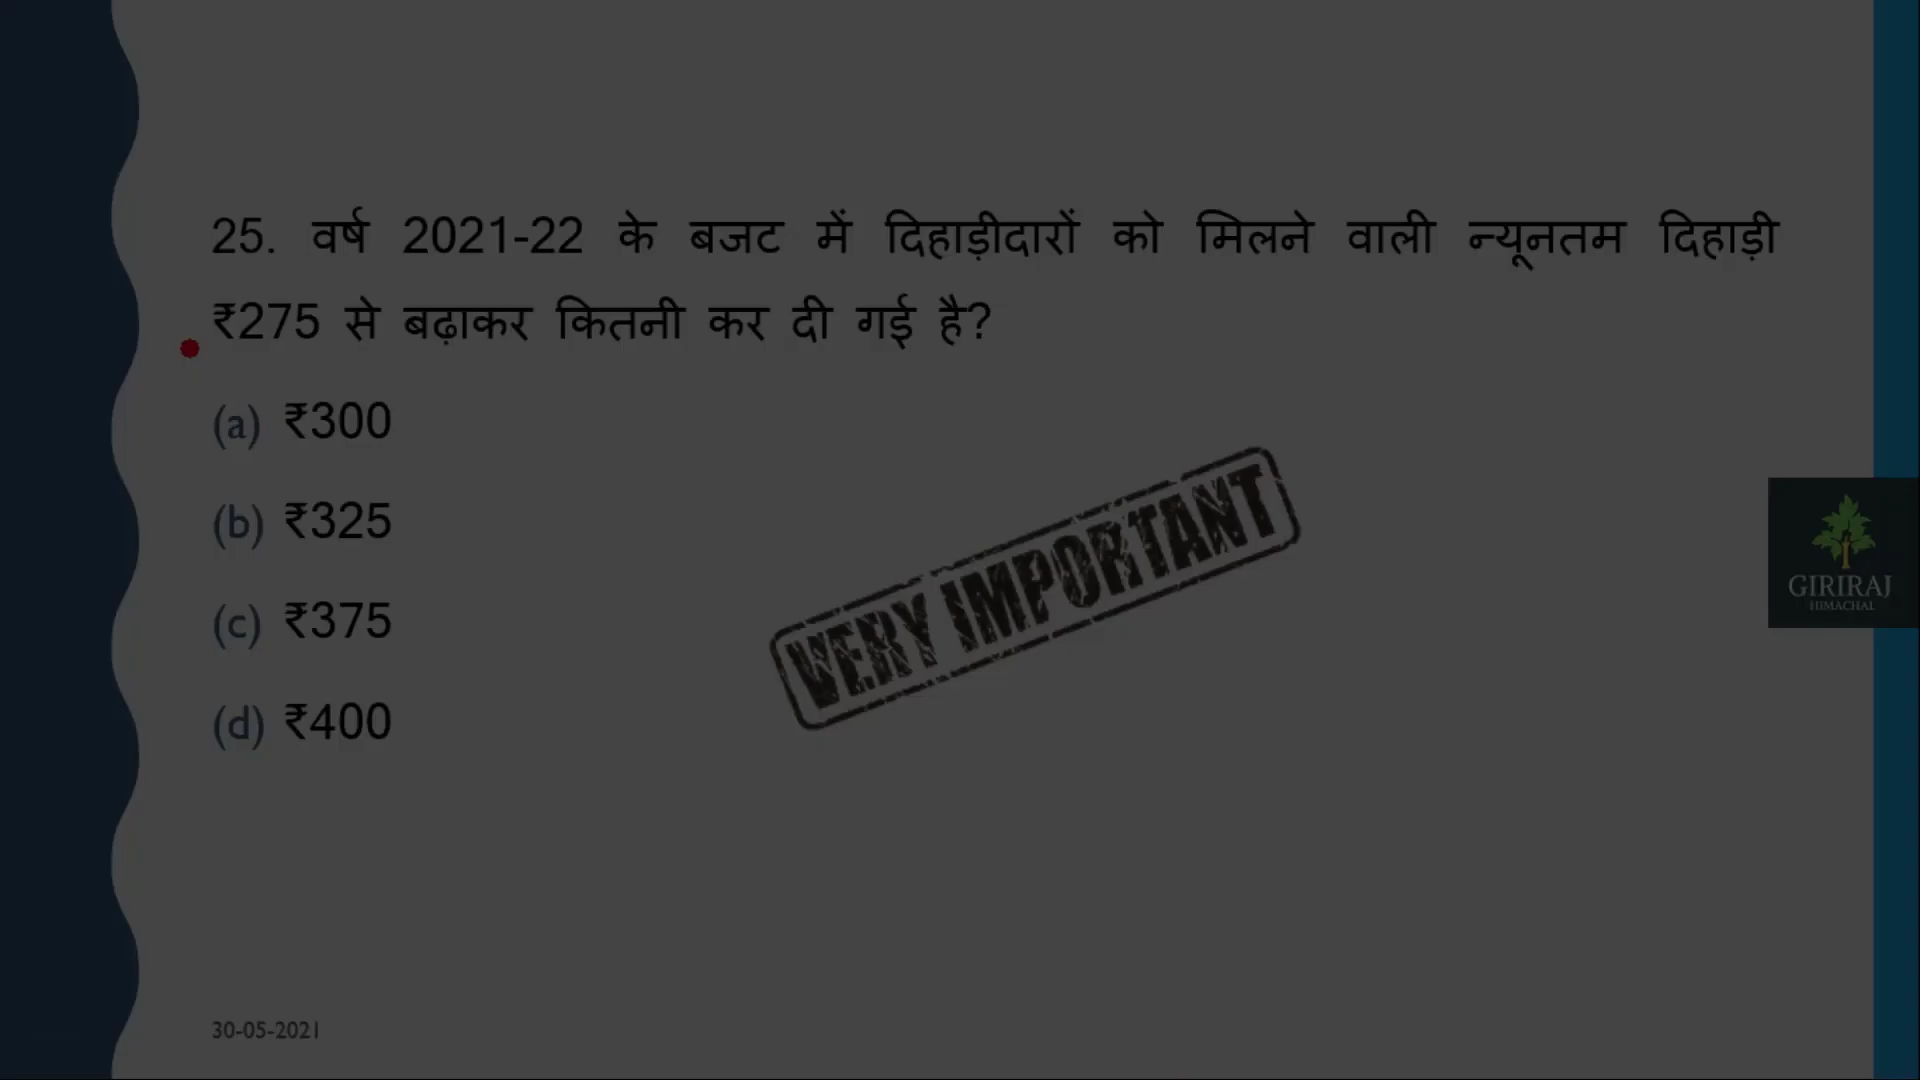 25. वर्ष 2021-22 के बजट में दिहाड़ीदारों को मिलने वाली न्यूनतम दिहाड़ी
₹275 से बढ़ाकर कितनी कर दी गई है?
(a) ₹300
(b) ₹325
(c) ₹375
(d) ₹400
VERY IMPORTANT
GIRIRAJ
HIMACHAL
30-05-2021